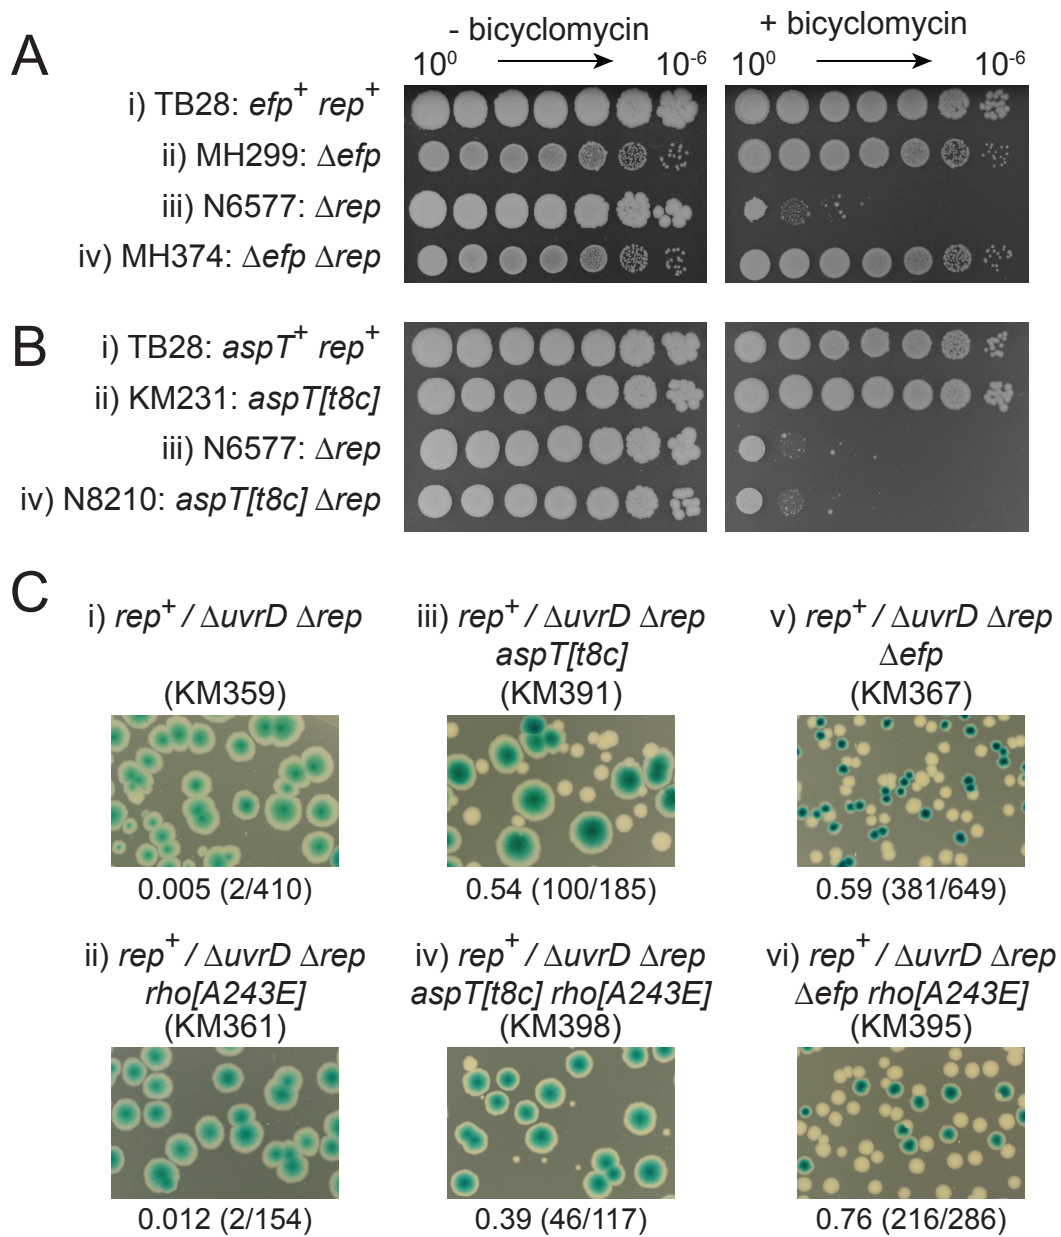 A
- bicyclomycin
+ bicyclomycin
10⁰ 10⁻⁶ 10⁰ 10⁻⁶
i) TB28: efp⁺ rep⁺
ii) MH299: Δefp
iii) N6577: Δrep
iv) MH374: Δefp Δrep
B
i) TB28: aspT⁺ rep⁺
ii) KM231: aspT[t8c]
iii) N6577: Δrep
iv) N8210: aspT[t8c] Δrep
C
i) rep⁺ / ΔuvrD Δrep
(KM359)
0.005 (2/410)
iii) rep⁺ / ΔuvrD Δrep
aspT[t8c]
(KM391)
0.54 (100/185)
v) rep⁺ / ΔuvrD Δrep
Δefp
(KM367)
0.59 (381/649)
ii) rep⁺ / ΔuvrD Δrep
rho[A243E]
(KM361)
0.012 (2/154)
iv) rep⁺ / ΔuvrD Δrep
aspT[t8c] rho[A243E]
(KM398)
0.39 (46/117)
vi) rep⁺ / ΔuvrD Δrep
Δefp rho[A243E]
(KM395)
0.76 (216/286)